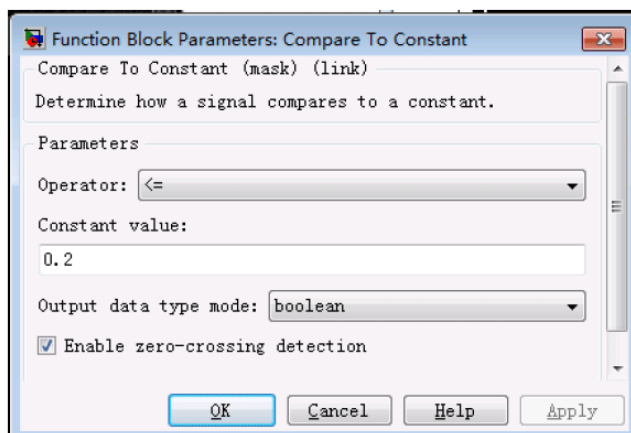 Function Block Parameters: Compare To Constant
Compare To Constant (mask) (link)
Determine how a signal compares to a constant.
Parameters
Operator: <=
Constant value:
0.2
Output data type mode: boolean
Enable zero-crossing detection
OK Cancel Help Apply